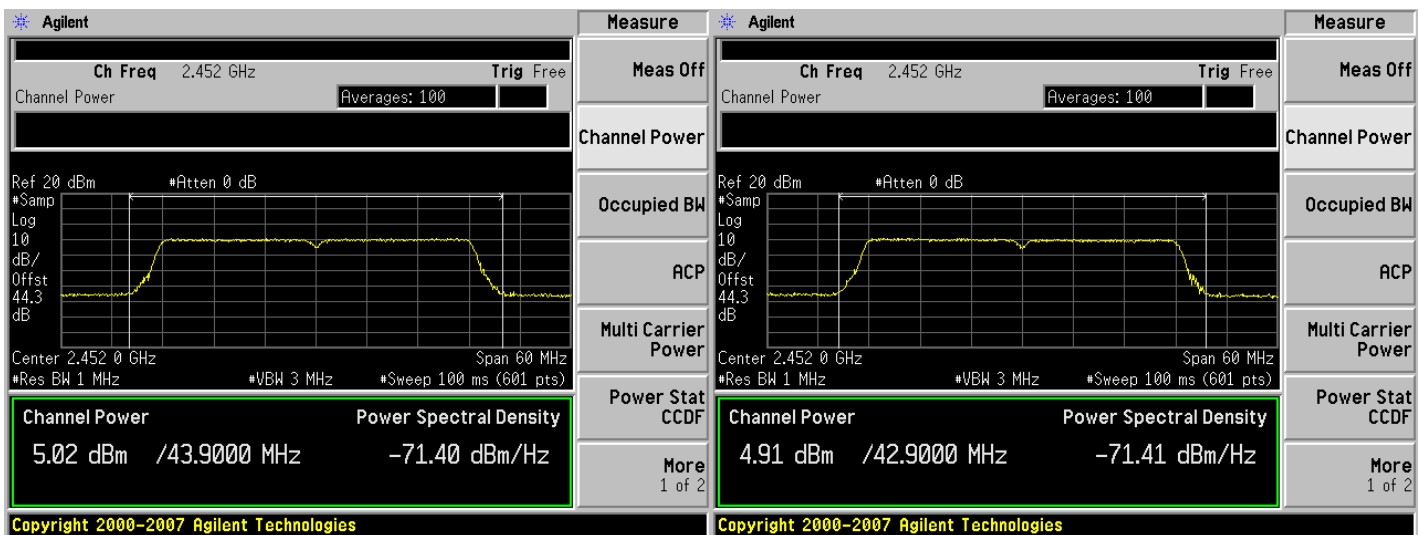 Agilent
Measure
Ch Freq 2.452 GHz
Trig Free
Meas Off
Channel Power
Averages: 100
Channel Power
Ref 20 dBm
#Atten 0 dB
#Samp
Log
10
dB/
Offst
44.3
dB
Occupied BW
ACP
Multi Carrier
Power
Center 2.452 0 GHz
Span 60 MHz
#Res BW 1 MHz
#VBW 3 MHz
#Sweep 100 ms (601 pts)
Power Stat
CCDF
Channel Power
Power Spectral Density
5.02 dBm /43.9000 MHz
-71.40 dBm/Hz
More
1 of 2
Copyright 2000-2007 Agilent Technologies
Agilent
Measure
Ch Freq 2.452 GHz
Trig Free
Meas Off
Channel Power
Averages: 100
Channel Power
Ref 20 dBm
#Atten 0 dB
#Samp
Log
10
dB/
Offst
44.3
dB
Occupied BW
ACP
Multi Carrier
Power
Center 2.452 0 GHz
Span 60 MHz
#Res BW 1 MHz
#VBW 3 MHz
#Sweep 100 ms (601 pts)
Power Stat
CCDF
Channel Power
Power Spectral Density
4.91 dBm /42.9000 MHz
-71.41 dBm/Hz
More
1 of 2
Copyright 2000-2007 Agilent Technologies